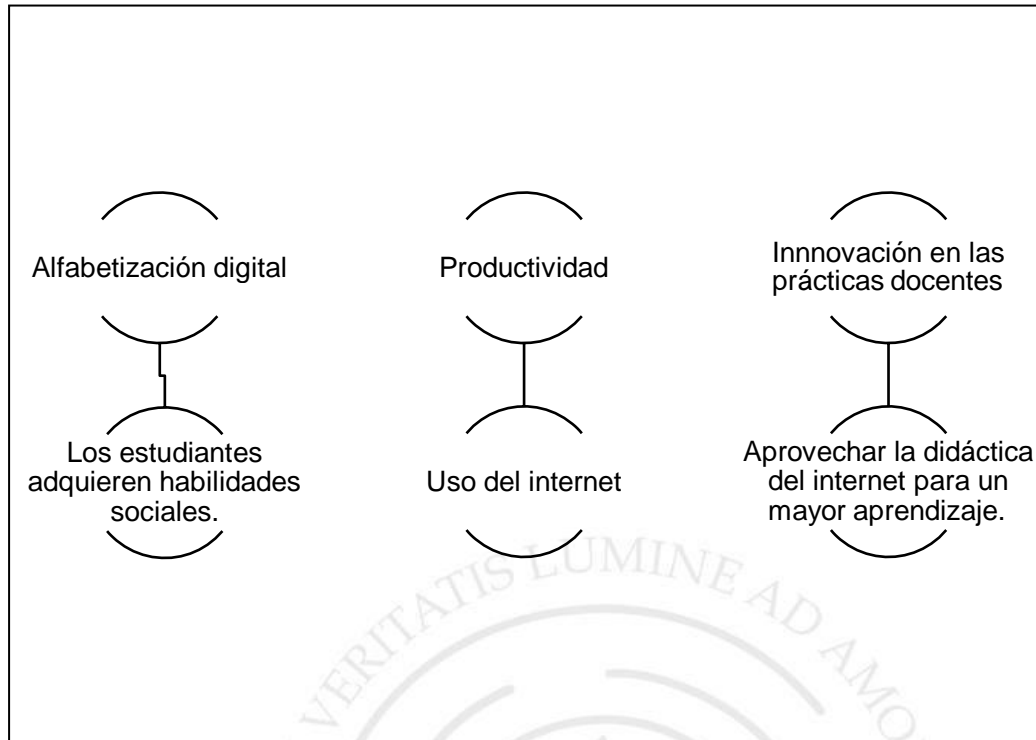 Alfabetización digital
Productividad
Innnovación en las
prácticas docentes
Los estudiantes
adquieren habilidades
sociales.
Uso del internet
Aprovechar la didáctica
del internet para un
mayor aprendizaje.
VERITATIS LUMINE AD AMO